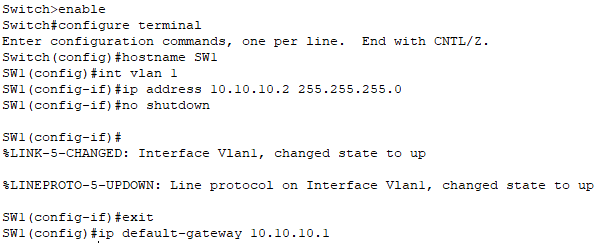 Switch>enable
Switch#configure terminal
Enter configuration commands, one per line.  End with CNTL/Z.
Switch(config)#hostname SW1
SW1(config)#int vlan 1
SW1(config-if)#ip address 10.10.10.2 255.255.255.0
SW1(config-if)#no shutdown
SW1(config-if)#
%LINK-5-CHANGED: Interface Vlan1, changed state to up
%LINEPROTO-5-UPDOWN: Line protocol on Interface Vlan1, changed state to up
SW1(config-if)#exit
SW1(config)#ip default-gateway 10.10.10.1